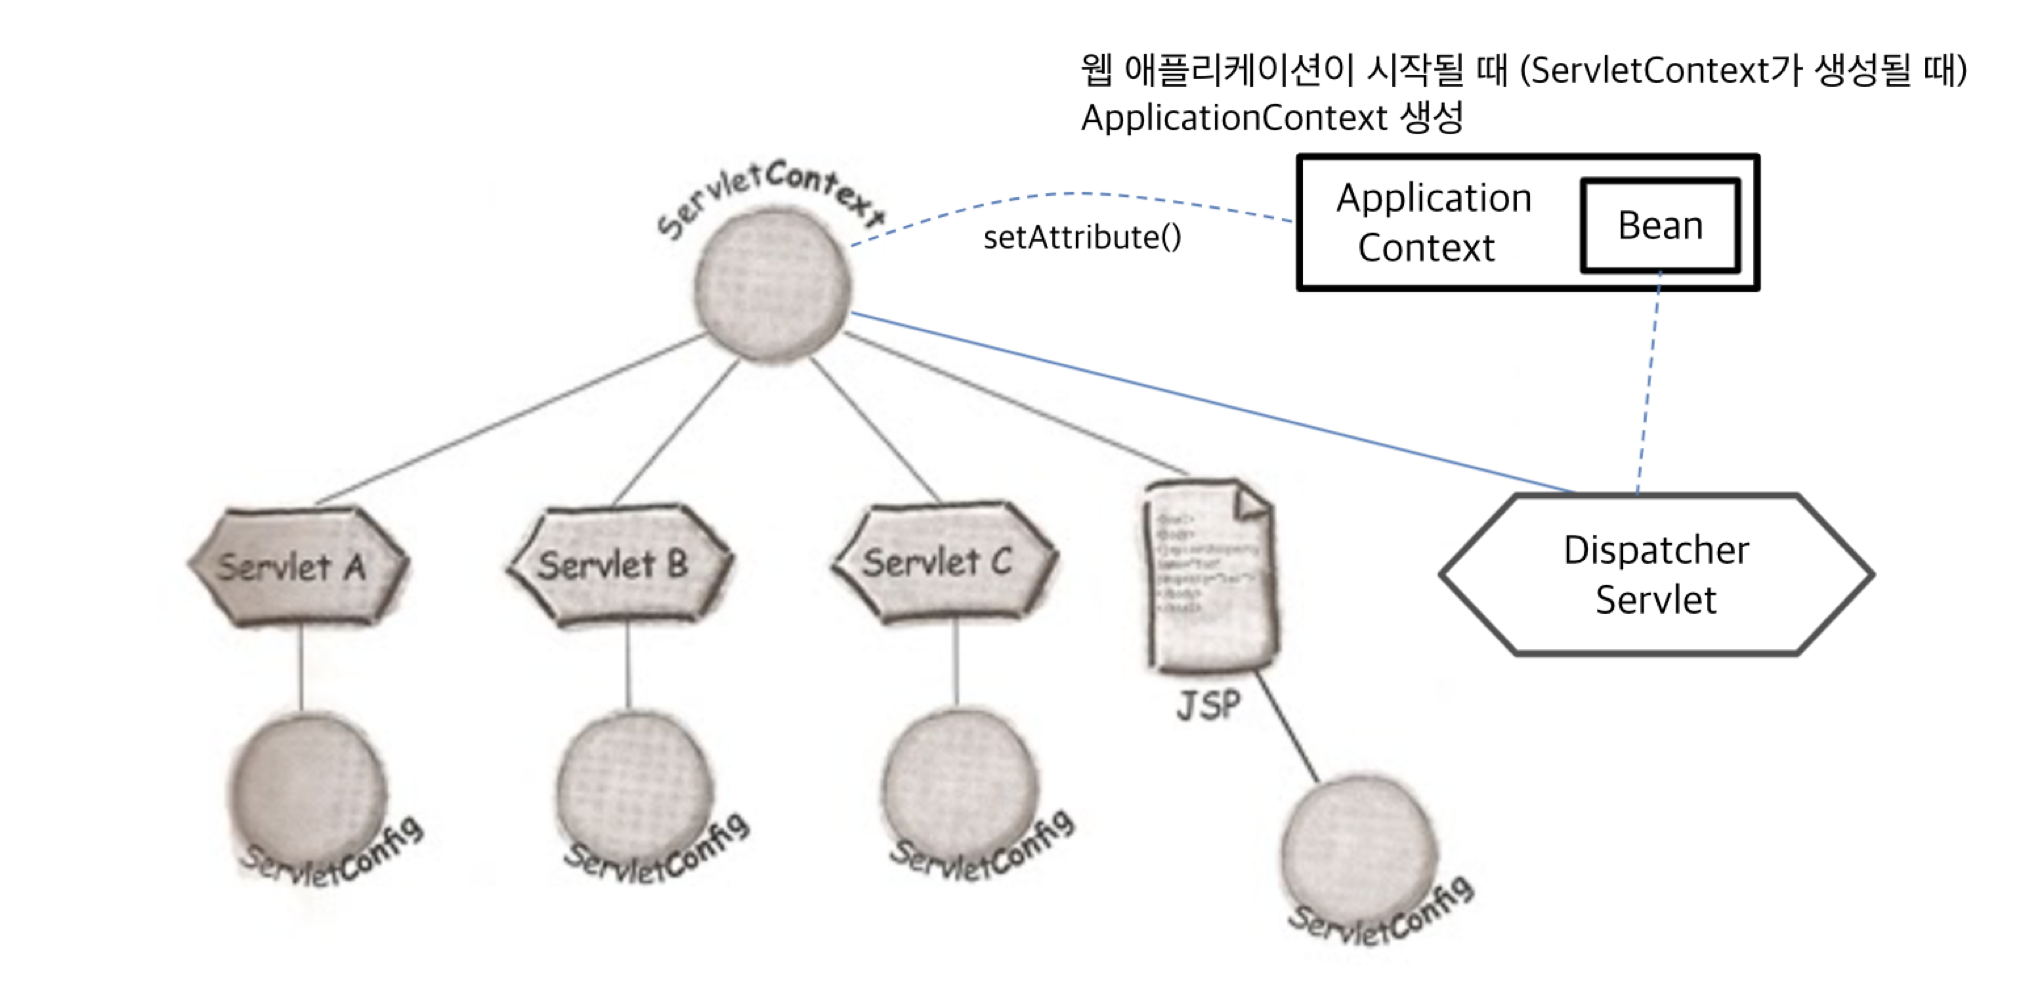 웹 애플리케이션이 시작될 때 (ServletContext가 생성될 때)
ApplicationContext 생성
ServletContext
setAttribute()
Application
Context
Bean
Servlet A
Servlet B
Servlet C
JSP
Dispatcher
Servlet
ServletConfig
ServletConfig
ServletConfig
ServletConfig